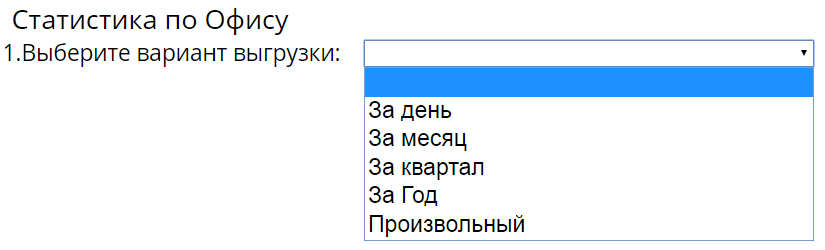 Статистика по Офису
1.Выберите вариант выгрузки:
За день
За месяц
За квартал
За Год
Произвольный